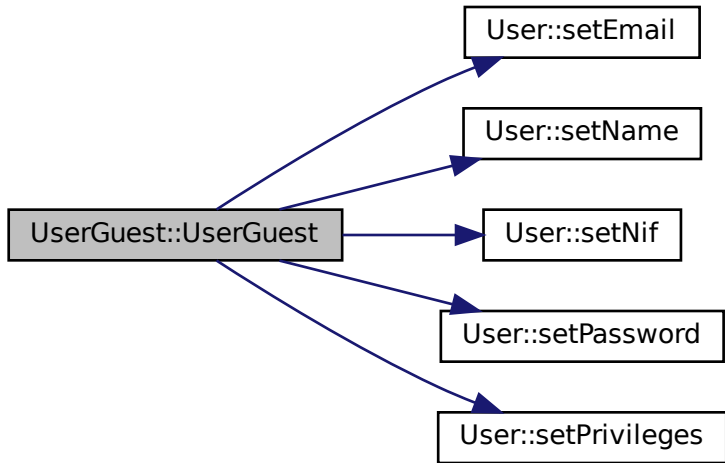 User::setEmail
User::setName
UserGuest::UserGuest
User::setNif
User::setPassword
User::setPrivileges